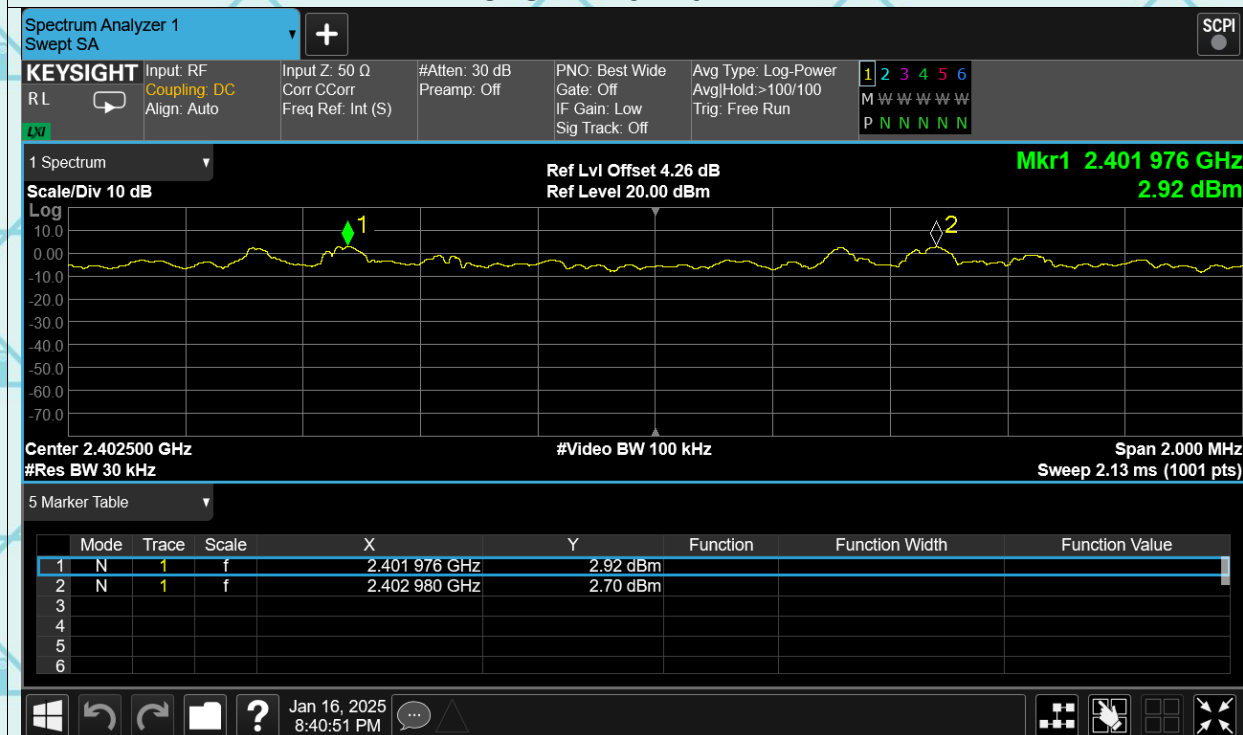 Spectrum Analyzer 1
Swept SA
+
SCPI
KEYSIGHT
RL
LXI
Input: RF
Coupling: DC
Align: Auto
Input Z: 50 Ω
Corr CCorr
Freq Ref: Int (S)
#Atten: 30 dB
Preamp: Off
PNO: Best Wide
Gate: Off
IF Gain: Low
Sig Track: Off
Avg Type: Log-Power
Avg|Hold:>100/100
Trig: Free Run
1 2 3 4 5 6
M W W W W W W
P N N N N N N
1 Spectrum
Scale/Div 10 dB
Ref Lvl Offset 4.26 dB
Ref Level 20.00 dBm
Mkr1 2.401 976 GHz
2.92 dBm
Log
1
2
10.0
0.00
-10.0
-20.0
-30.0
-40.0
-50.0
-60.0
-70.0
Center 2.402500 GHz
#Video BW 100 kHz
Span 2.000 MHz
#Res BW 30 kHz
Sweep 2.13 ms (1001 pts)
5 Marker Table
Mode Trace Scale X Y Function Function Width Function Value
1 N 1 f 2.401 976 GHz 2.92 dBm
2 N 1 f 2.402 980 GHz 2.70 dBm
3
4
5
6
?
Jan 16, 2025
8:40:51 PM